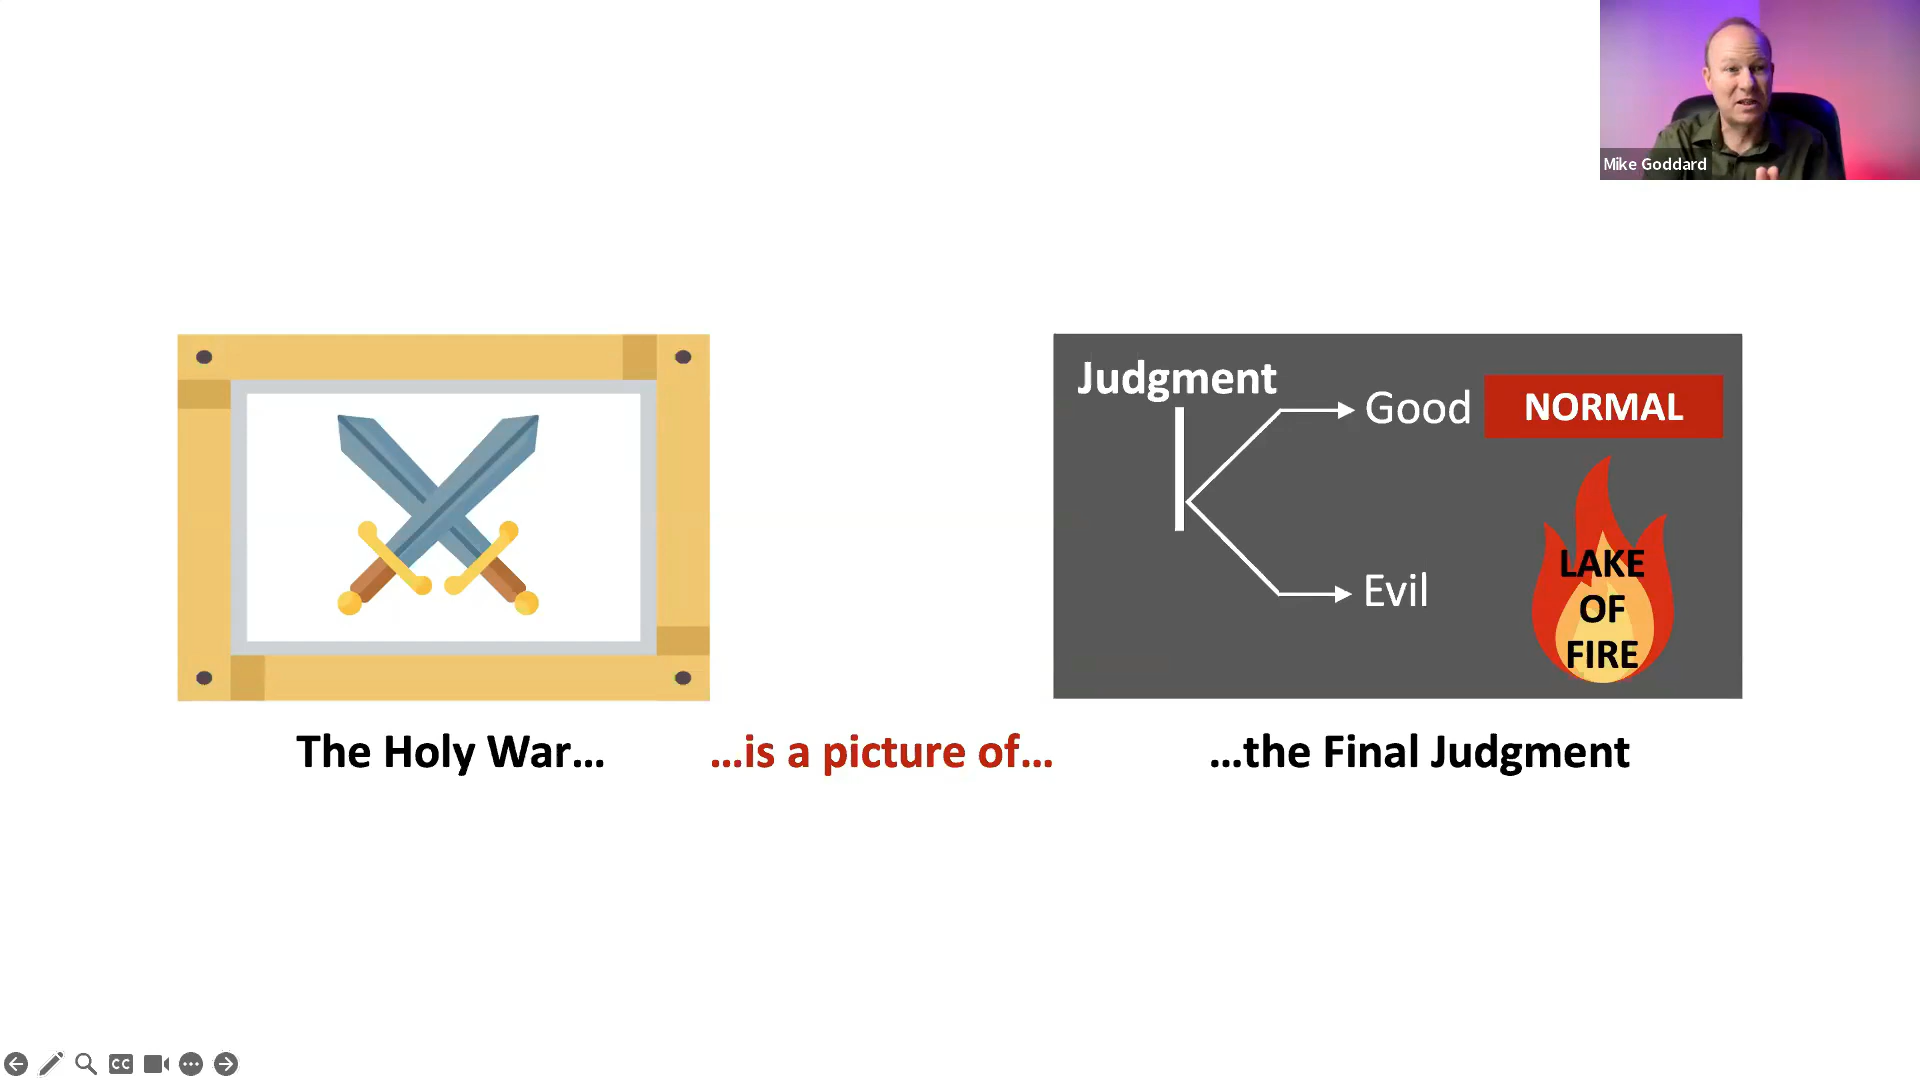 Mike Goddard
Judgment
Good
NORMAL
Evil
LAKE
OF
FIRE
The Holy War...
...is a picture of...
...the Final Judgment
CC